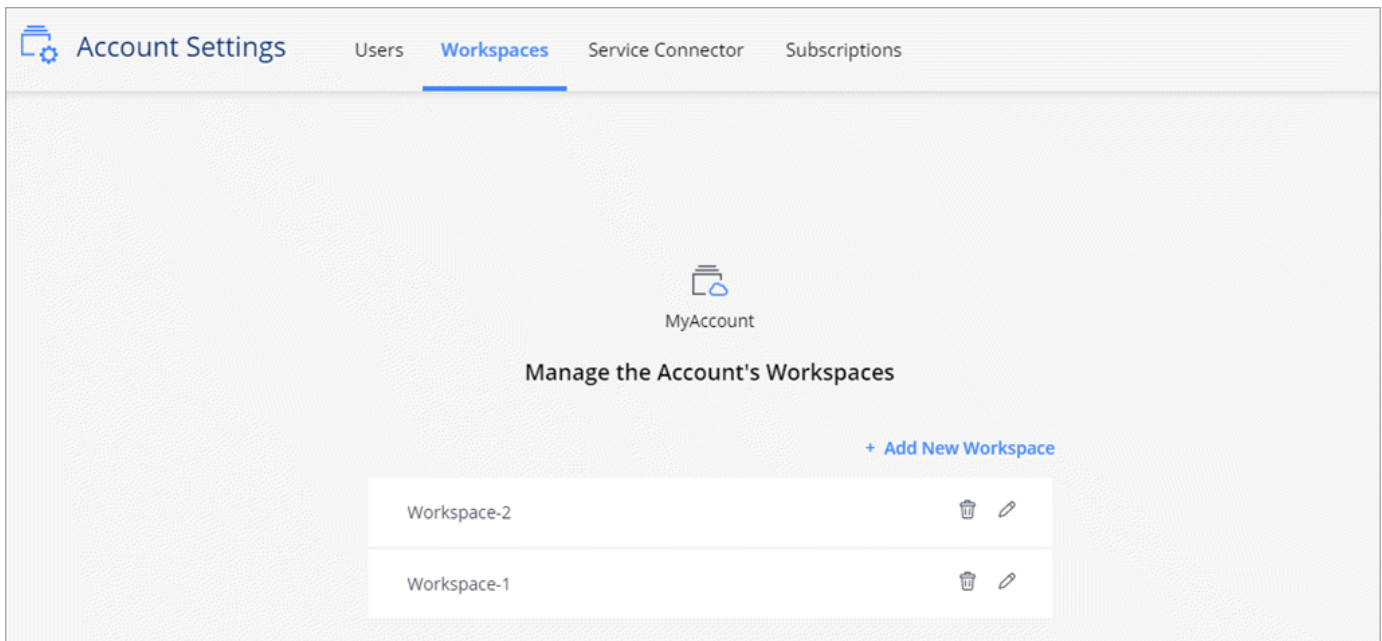 Account Settings Users Workspaces Service Connector Subscriptions
MyAccount
Manage the Account's Workspaces
+ Add New Workspace
Workspace-2
Workspace-1